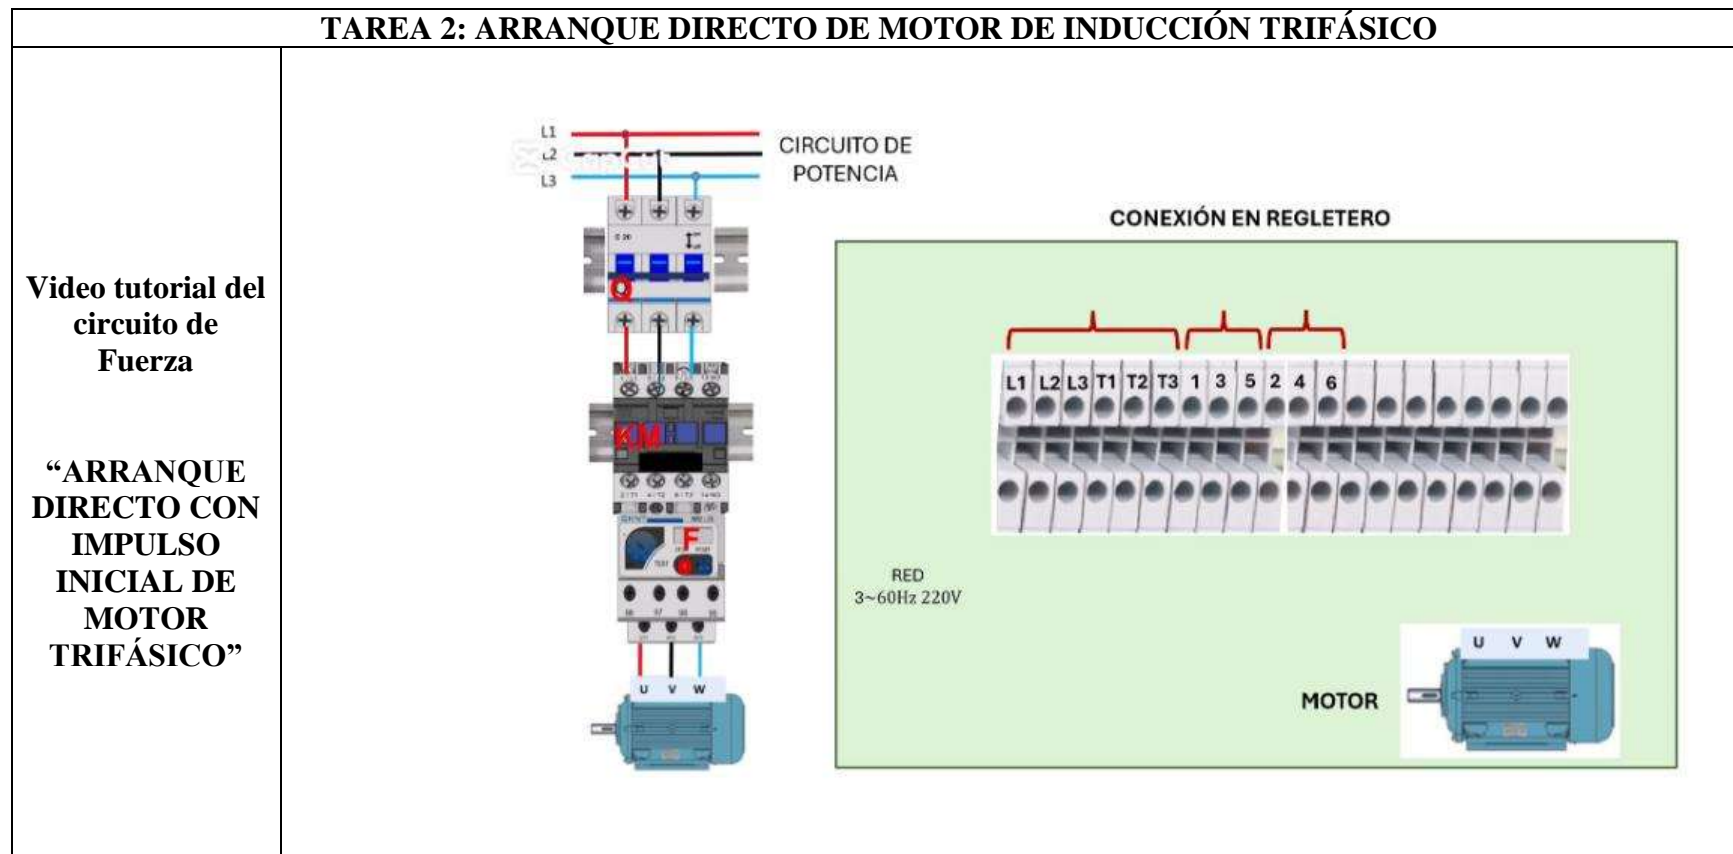 TAREA 2: ARRANQUE DIRECTO DE MOTOR DE INDUCCIÓN TRIFÁSICO
Video tutorial del
circuito de
Fuerza
“ARRANQUE
DIRECTO CON
IMPULSO
INICIAL DE
MOTOR
TRIFÁSICO”
L1
L2
L3
CIRCUITO DE
POTENCIA
Q
KM
F
TEST
U V W
CONEXIÓN EN REGLETERO
L1 L2 L3 T1 T2 T3 1 3 5 2 4 6
RED
3~60Hz 220V
U V W
MOTOR